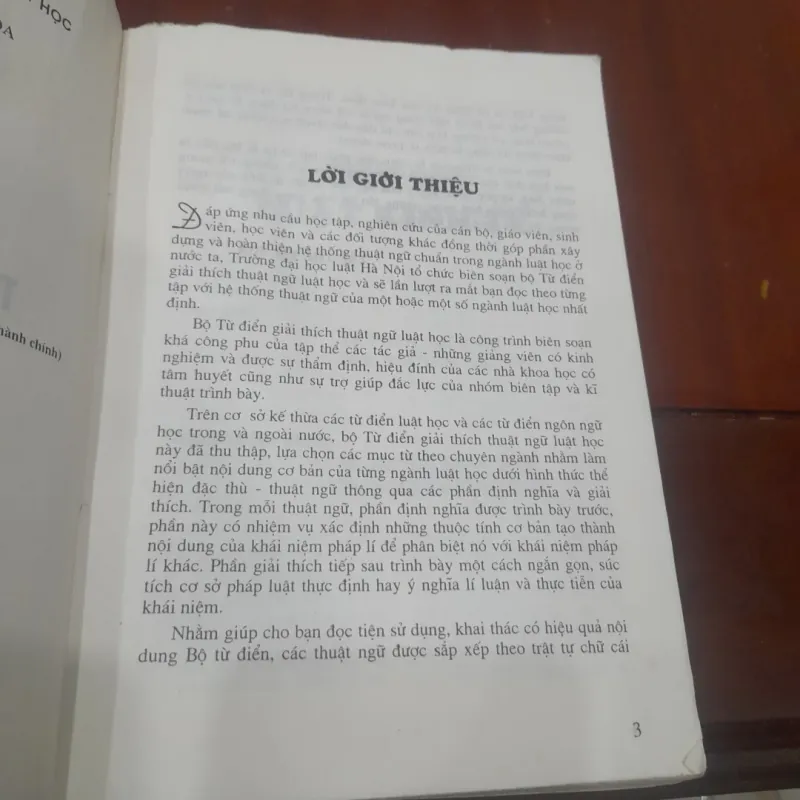 HỌC
LỜI GIỚI THIỆU
Đáp ứng nhu cầu học tập, nghiên cứu của cán bộ, giáo viên, sinh
viên, học viên và các đối tượng khác đồng thời góp phần xây
dựng và hoàn thiện hệ thống thuật ngữ chuẩn trong ngành luật học ở
nước ta, Trường đại học luật Hà Nội tổ chức biên soạn bộ Từ điển
giải thích thuật ngữ luật học và sẽ lần lượt ra mắt bạn đọc theo từng
tập với hệ thống thuật ngữ của một hoặc một số ngành luật học nhất
định.
Bộ Từ điển giải thích thuật ngữ luật học là công trình biên soạn
khá công phu của tập thể các tác giả - những giảng viên có kinh
nghiệm và được sự thẩm định, hiệu đính của các nhà khoa học có
tâm huyết cũng như sự trợ giúp đắc lực của nhóm biên tập và kĩ
thuật trình bày.
Trên cơ sở kế thừa các từ điển luật học và các từ điển ngôn ngữ
học trong và ngoài nước, bộ Từ điển giải thích thuật ngữ luật học
này đã thu thập, lựa chọn các mục từ theo chuyên ngành nhằm làm
nổi bật nội dung cơ bản của từng ngành luật học dưới hình thức thể
hiện đặc thù - thuật ngữ thông qua các phần định nghĩa và giải
thích. Trong mỗi thuật ngữ, phần định nghĩa được trình bày trước,
phần này có nhiệm vụ xác định những thuộc tính cơ bản tạo thành
nội dung của khái niệm pháp lí để phân biệt nó với khái niệm pháp
lí khác. Phần giải thích tiếp sau trình bày một cách ngắn gọn, súc
tích cơ sở pháp luật thực định hay ý nghĩa lí luận và thực tiễn của
khái niệm.
Nhằm giúp cho bạn đọc tiện sử dụng, khai thác có hiệu quả nội
dung Bộ từ điển, các thuật ngữ được sắp xếp theo trật tự chữ cái
3
hành chính)